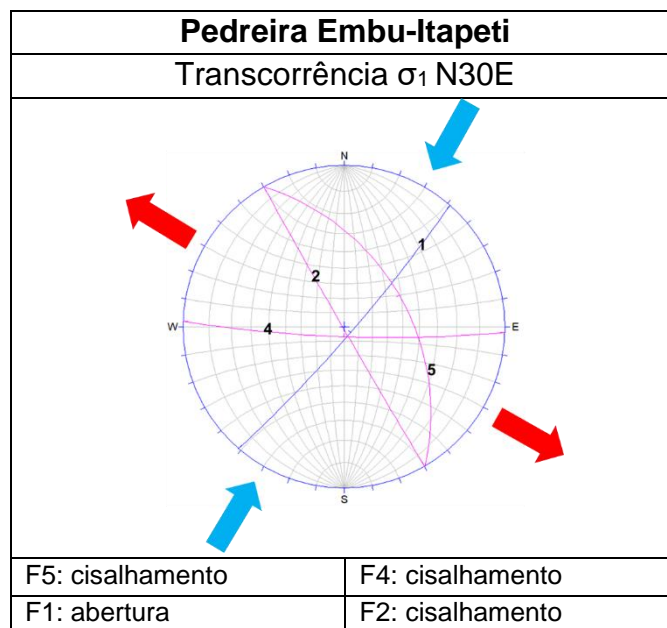 Pedreira Embu-Itapeti
Transcorrência σ₁ N30E
N
1
2
W
4
E
5
S
F5: cisalhamento
F4: cisalhamento
F1: abertura
F2: cisalhamento